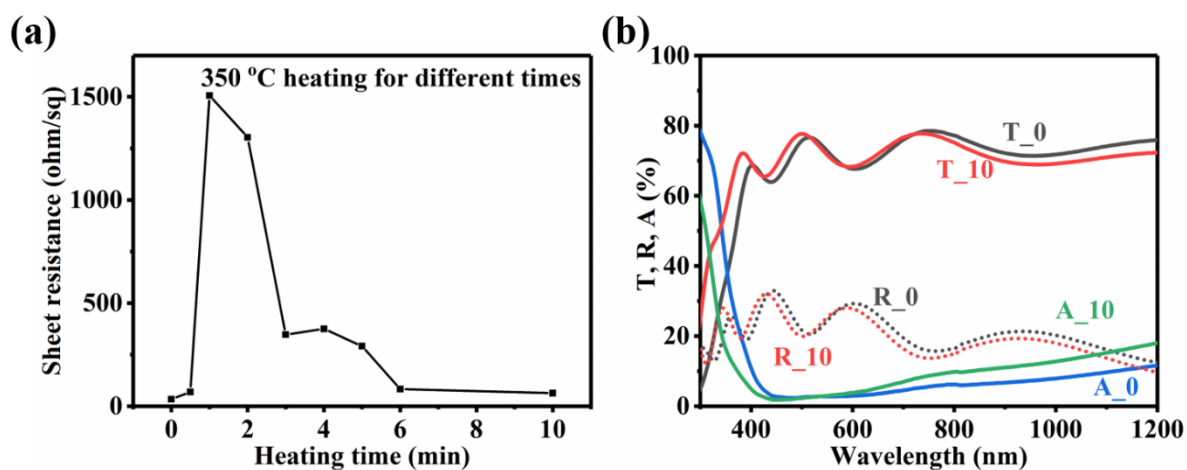 (a)
350 °C heating for different times
Sheet resistance (ohm/sq)
1500
1000
500
0
0
2
4
6
8
10
Heating time (min)
(b)
T, R, A (%)
100
80
60
40
20
0
T_0
T_10
R_0
A_10
R_10
A_0
400
600
800
1000
1200
Wavelength (nm)